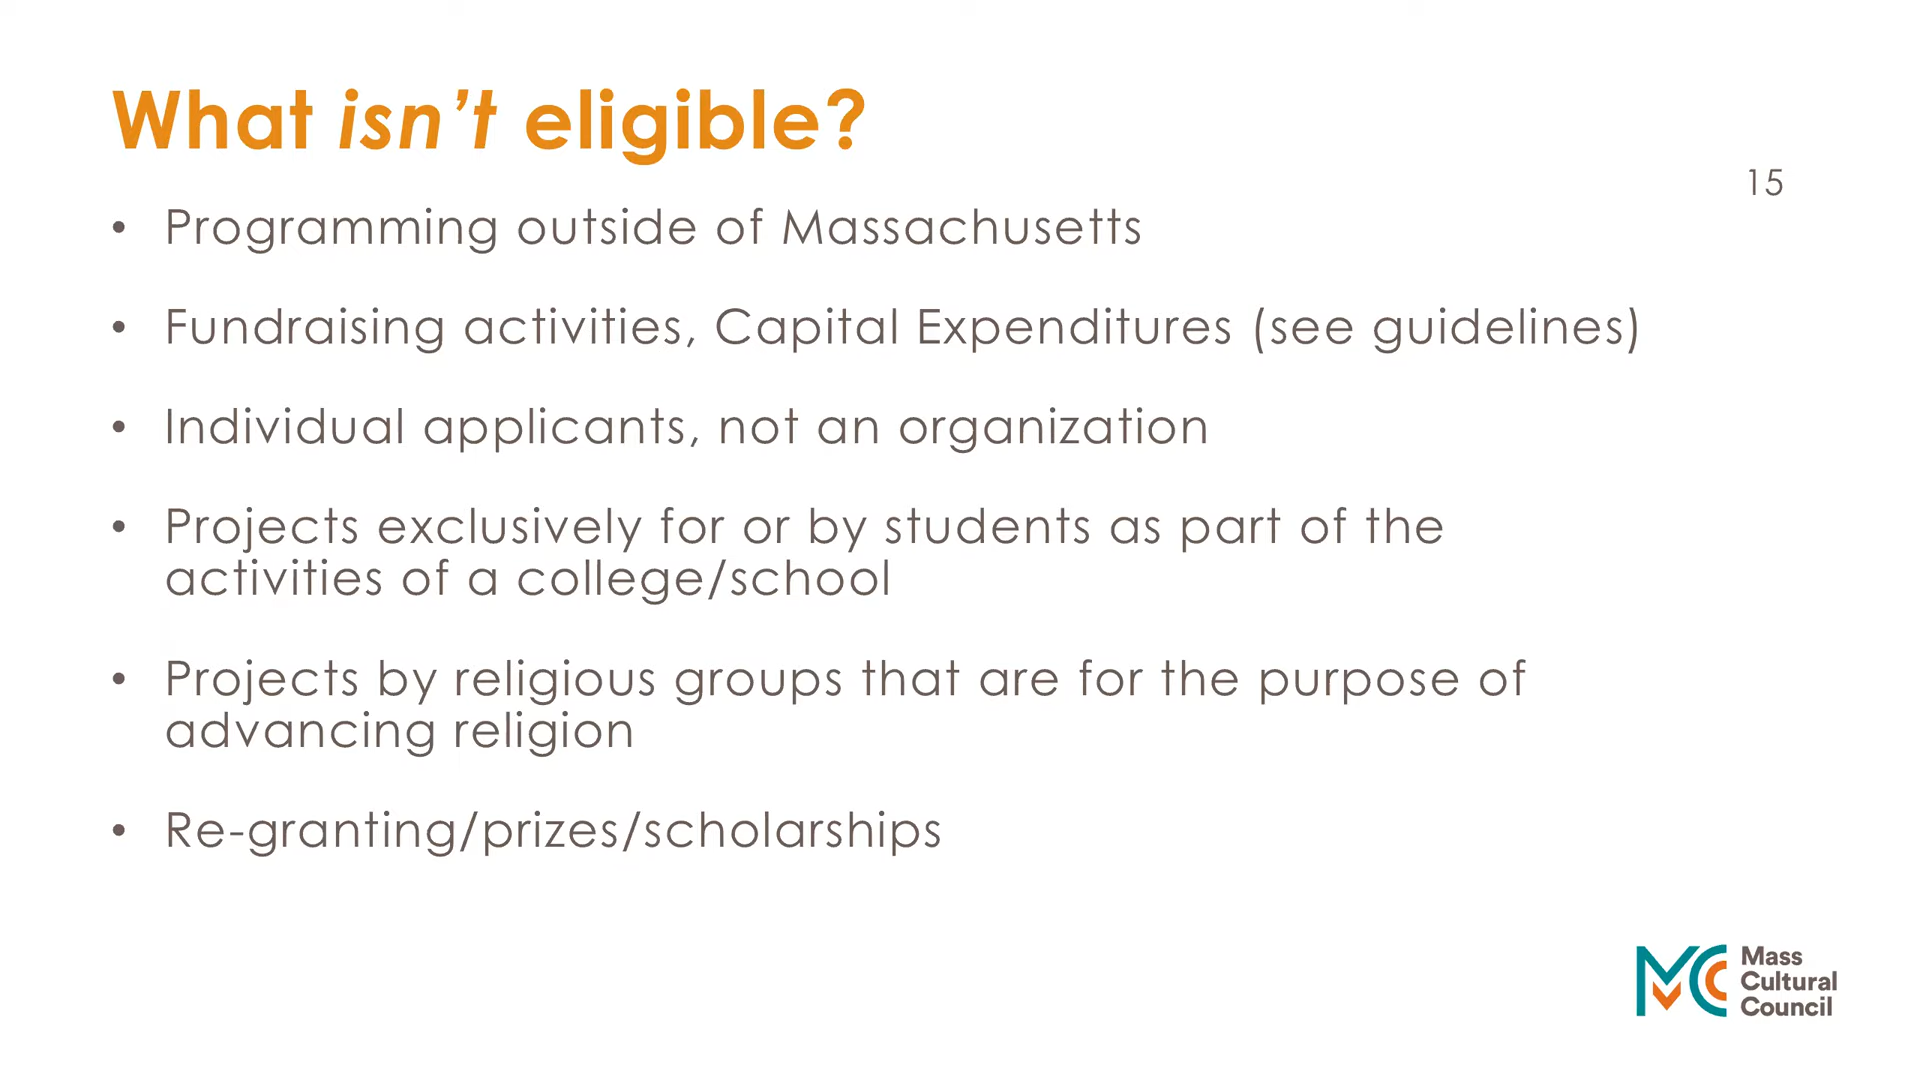 What isn’t eligible?
15
• Programming outside of Massachusetts
• Fundraising activities, Capital Expenditures (see guidelines)
• Individual applicants, not an organization
• Projects exclusively for or by students as part of the
activities of a college/school
• Projects by religious groups that are for the purpose of
advancing religion
• Re-granting/prizes/scholarships
MCC
Mass
Cultural
Council